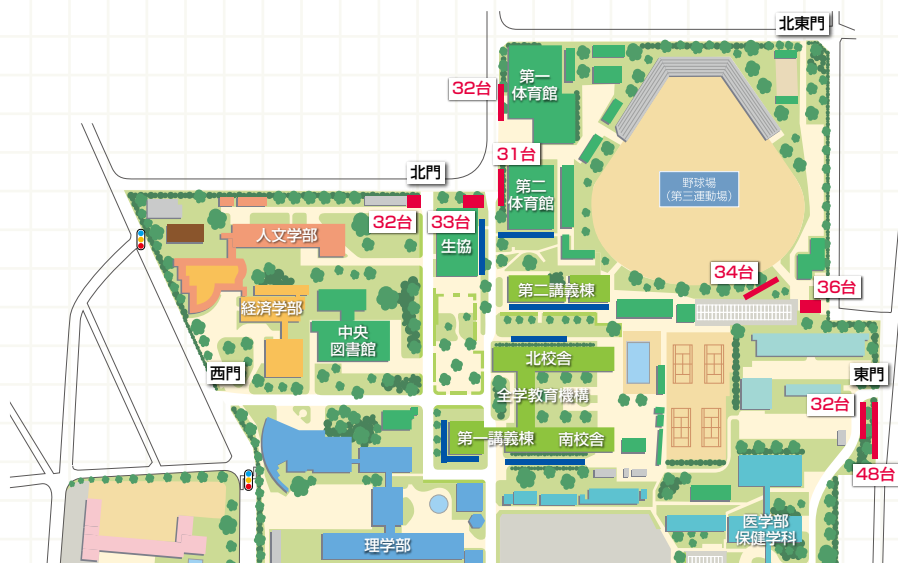 北東門
第一
体育館
32台
31台
北門
第二
体育館
野球場
(第三運動場)
32台
33台
人文学部
生協
34台
36台
第二講義棟
経済学部
中央
図書館
北校舎
西門
東門
全学教育機構
32台
第一講義棟
南校舎
48台
医学部
保健学科
理学部